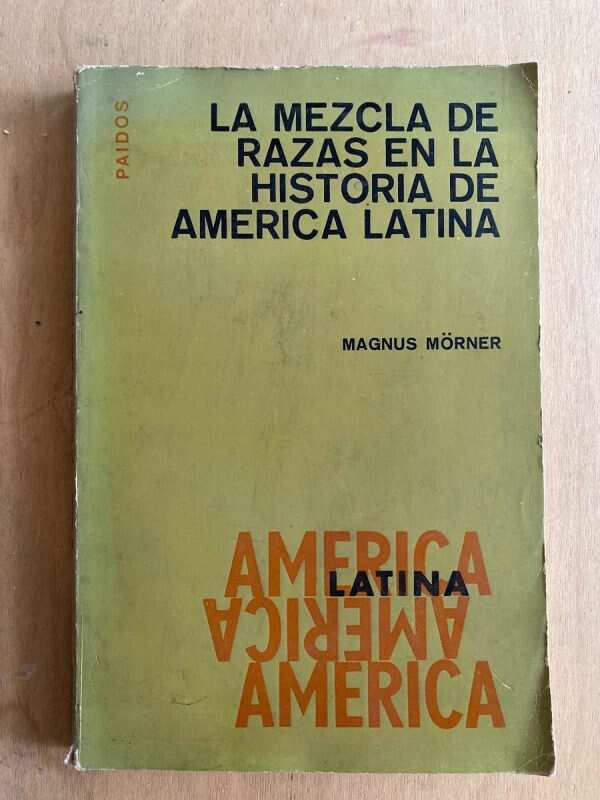 PAIDOS
LA MEZCLA DE
RAZAS EN LA
HISTORIA DE
AMERICA LATINA
MAGNUS MÖRNER
AMERICA
LATINA
AMERICA
AMERICA